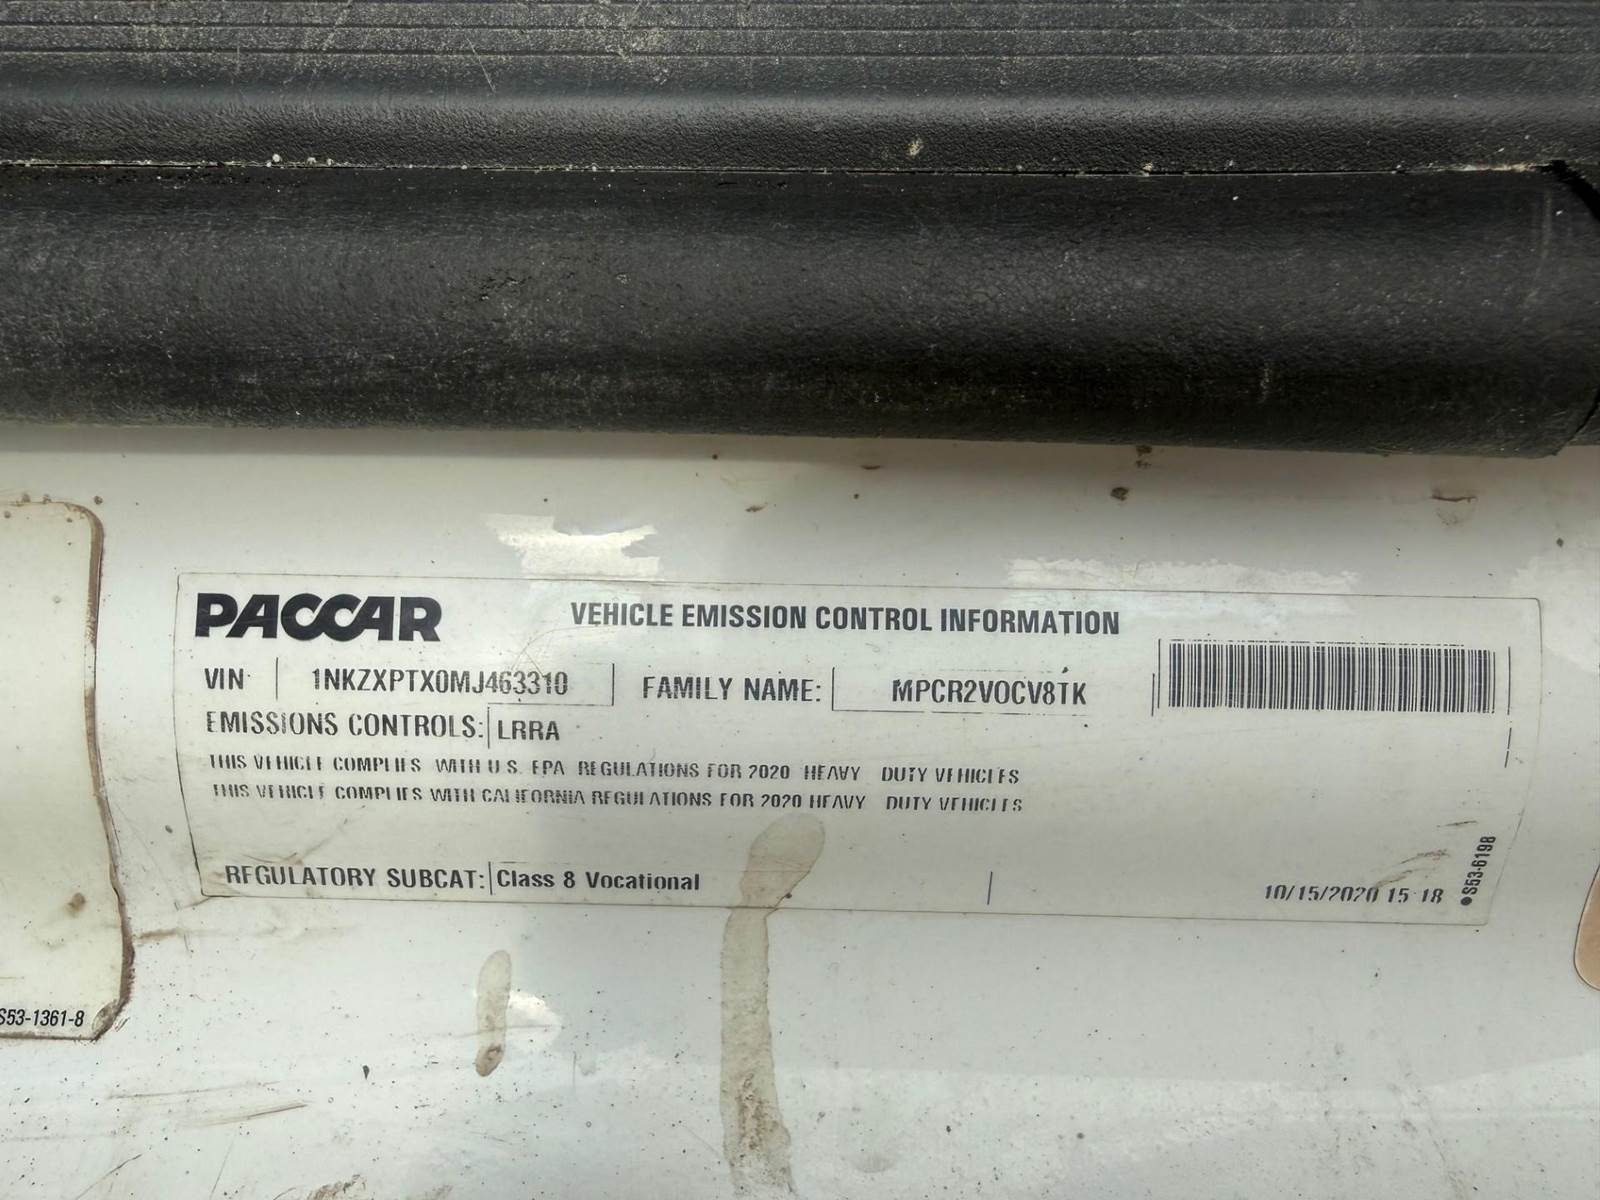 PACCAR VEHICLE EMISSION CONTROL INFORMATION
VIN 1NKZXPTX0MJ463310 FAMILY NAME: MPCR2VOCV8TK
EMISSIONS CONTROLS: LRRA
THIS VEHICLE COMPLIES WITH U.S. EPA REGULATIONS FOR 2020 HEAVY DUTY VEHICLES
THIS VEHICLE COMPLIES WITH CALIFORNIA REGULATIONS FOR 2020 HEAVY DUTY VEHICLES
REGULATORY SUBCAT: Class 8 Vocational
10/15/2020 15 18
S53-6198
S53-1361-8